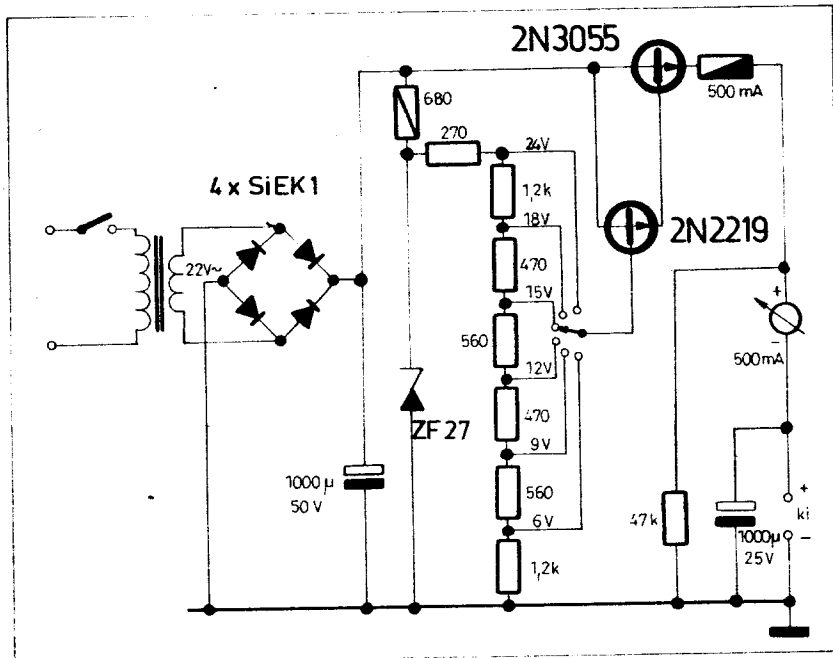 2N3055
680
500 mA
270
24V
4 x SiEK1
1,2k
18V
2N2219
22V~
470
15V
+
560
12V
–
500mA
470
ZF 27
9V
1000 µ
50 V
560
+
6V
47k
ki
1000µ
25V
–
1,2k